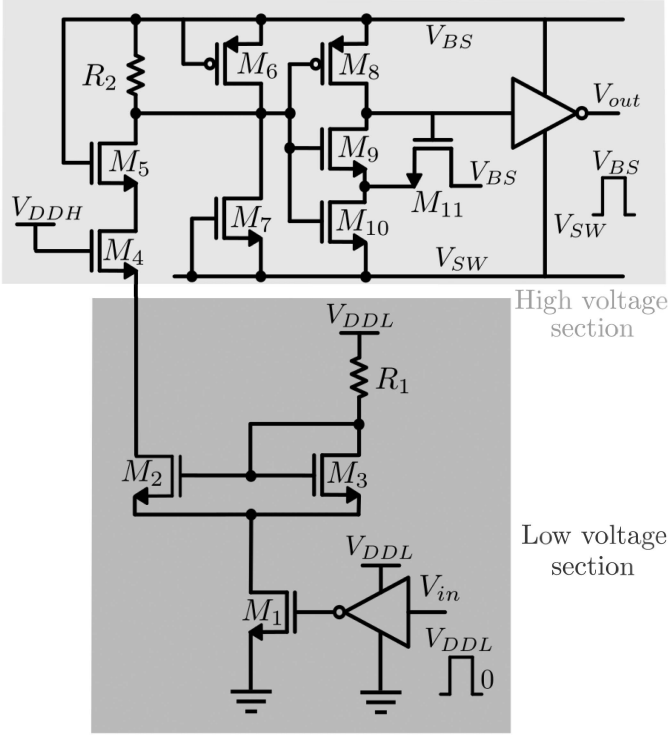 V_BS
R_2
M_6
M_8
V_out
M_5
M_9
V_BS
V_BS
V_DDH
M_7
M_11
M_4
M_10
V_SW
V_SW
High voltage
section
V_DDL
R_1
M_2
M_3
Low voltage
section
V_DDL
V_in
M_1
V_DDL
0